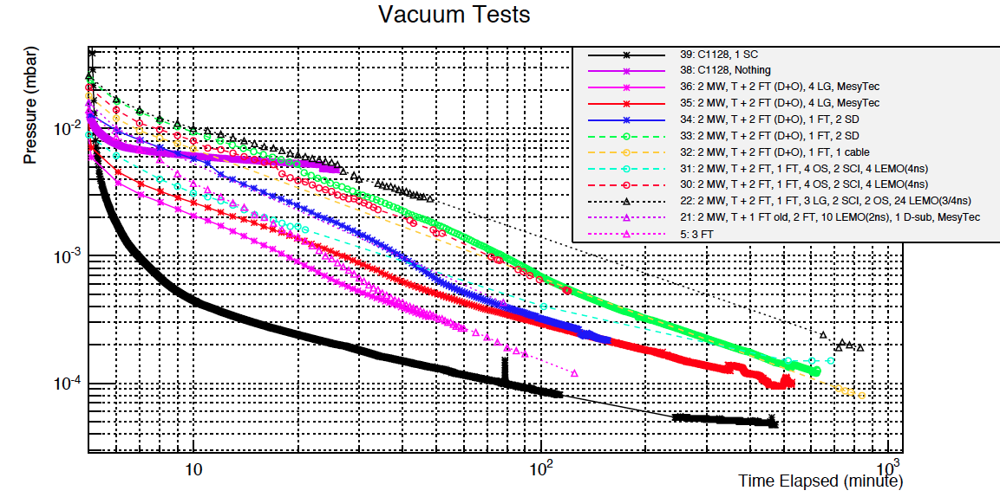 Vacuum Tests
Pressure (mbar)
39: C1128, 1 SC
38: C1128, Nothing
36: 2 MW, T + 2 FT (D+O), 4 LG, MesyTec
35: 2 MW, T + 2 FT (D+O), 4 LG, MesyTec
34: 2 MW, T + 2 FT (D+O), 1 FT, 2 SD
33: 2 MW, T + 2 FT (D+O), 1 FT, 2 SD
32: 2 MW, T + 2 FT (D+O), 1 FT, 1 cable
31: 2 MW, T + 2 FT, 1 FT, 4 OS, 2 SCI, 4 LEMO(4ns)
30: 2 MW, T + 2 FT, 1 FT, 4 OS, 2 SCI, 4 LEMO(4ns)
22: 2 MW, T + 2 FT, 1 FT, 3 LG, 2 SCI, 2 OS, 24 LEMO(3/4ns)
21: 2 MW, T + 1 FT old, 2 FT, 10 LEMO(2ns), 1 D-sub, MesyTec
5: 3 FT
10⁻²
10⁻³
10⁻⁴
10 10² 10³
Time Elapsed (minute)